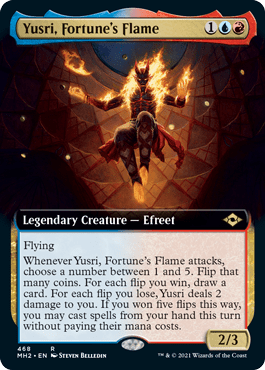 Yusri, Fortune's Flame 1
Legendary Creature — Efreet
Flying
Whenever Yusri, Fortune's Flame attacks,
choose a number between 1 and 5. Flip that
many coins. For each flip you win, draw a
card. For each flip you lose, Yusri deals 2
damage to you. If you won five flips this way,
you may cast spells from your hand this turn
without paying their mana costs.
2/3
468 R
MH2 • EN Steven Belledin
™ & © 2021 Wizards of the Coast